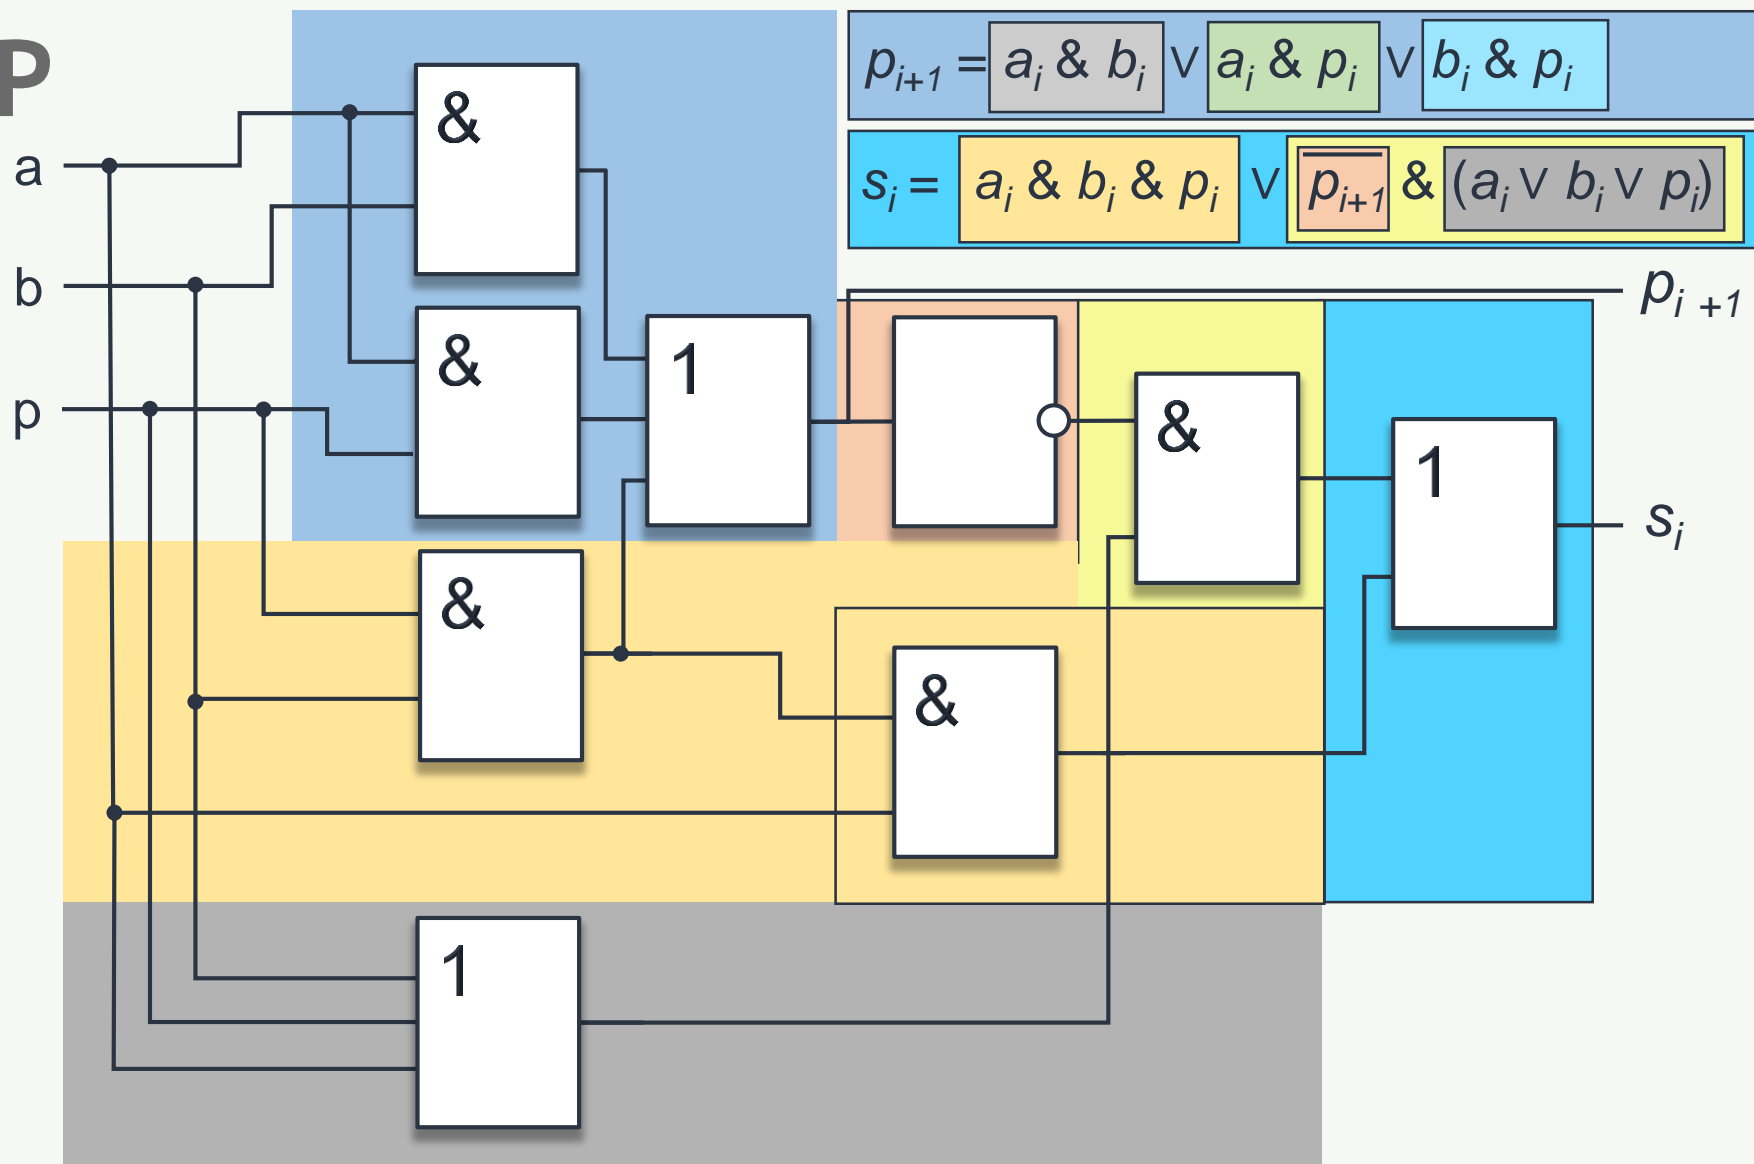 P
p_{i+1} = a_i & b_i ∨ a_i & p_i ∨ b_i & p_i
s_i = a_i & b_i & p_i ∨ \overline{p_{i+1}} & (a_i ∨ b_i ∨ p_i)
a
b
p
&
&
1
&
1
&
&
1
p_{i +1}
s_i